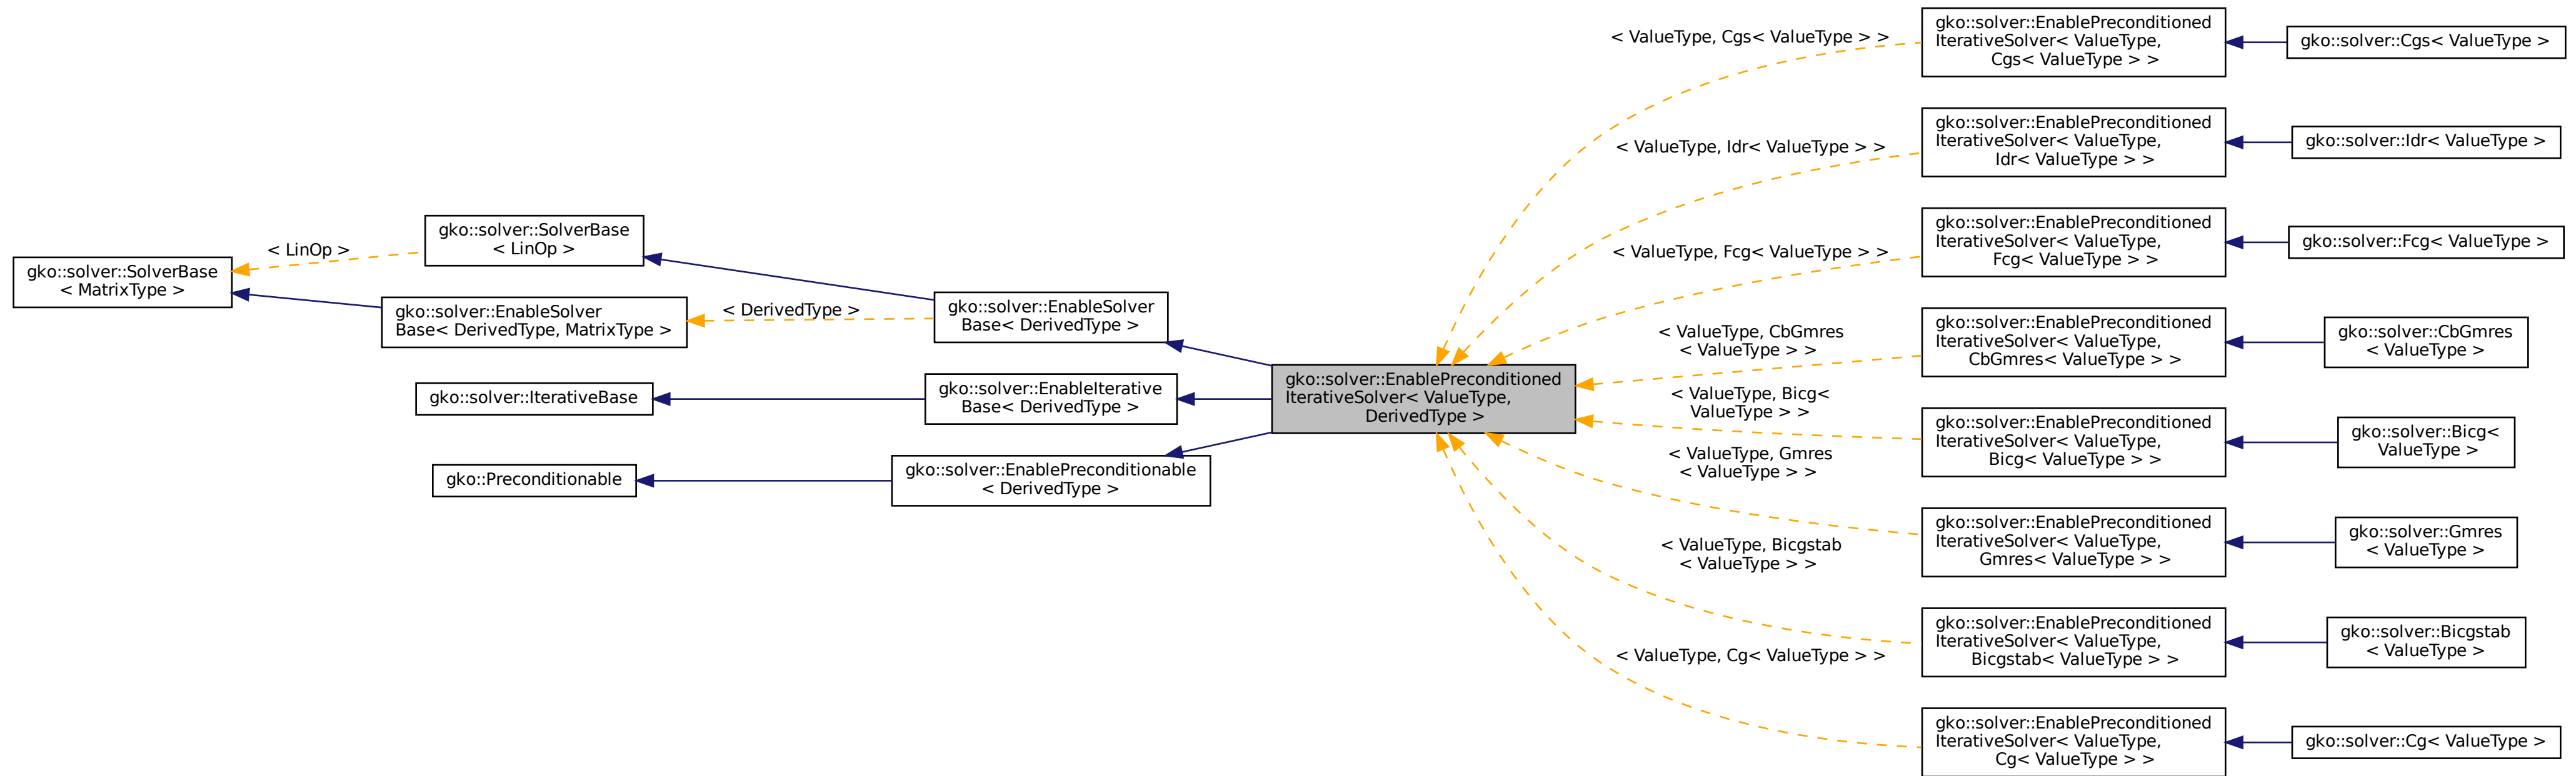 gko::solver::SolverBase
< MatrixType >
< LinOp >
gko::solver::SolverBase
< LinOp >
gko::solver::EnableSolver
Base< DerivedType, MatrixType >
gko::solver::IterativeBase
gko::Preconditionable
< DerivedType >
gko::solver::EnableSolver
Base< DerivedType >
gko::solver::EnableIterative
Base< DerivedType >
gko::solver::EnablePreconditionable
< DerivedType >
gko::solver::EnablePreconditioned
IterativeSolver< ValueType,
DerivedType >
< ValueType, Cgs< ValueType > >
< ValueType, Idr< ValueType > >
< ValueType, Fcg< ValueType > >
< ValueType, CbGmres
< ValueType > >
< ValueType, Bicg<
ValueType > >
< ValueType, Gmres
< ValueType > >
< ValueType, Bicgstab
< ValueType > >
< ValueType, Cg< ValueType > >
gko::solver::EnablePreconditioned
IterativeSolver< ValueType,
Cgs< ValueType > >
gko::solver::Cgs< ValueType >
gko::solver::EnablePreconditioned
IterativeSolver< ValueType,
Idr< ValueType > >
gko::solver::Idr< ValueType >
gko::solver::EnablePreconditioned
IterativeSolver< ValueType,
Fcg< ValueType > >
gko::solver::Fcg< ValueType >
gko::solver::EnablePreconditioned
IterativeSolver< ValueType,
CbGmres< ValueType > >
gko::solver::CbGmres
< ValueType >
gko::solver::EnablePreconditioned
IterativeSolver< ValueType,
Bicg< ValueType > >
gko::solver::Bicg<
ValueType >
gko::solver::EnablePreconditioned
IterativeSolver< ValueType,
Gmres< ValueType > >
gko::solver::Gmres
< ValueType >
gko::solver::EnablePreconditioned
IterativeSolver< ValueType,
Bicgstab< ValueType > >
gko::solver::Bicgstab
< ValueType >
gko::solver::EnablePreconditioned
IterativeSolver< ValueType,
Cg< ValueType > >
gko::solver::Cg< ValueType >